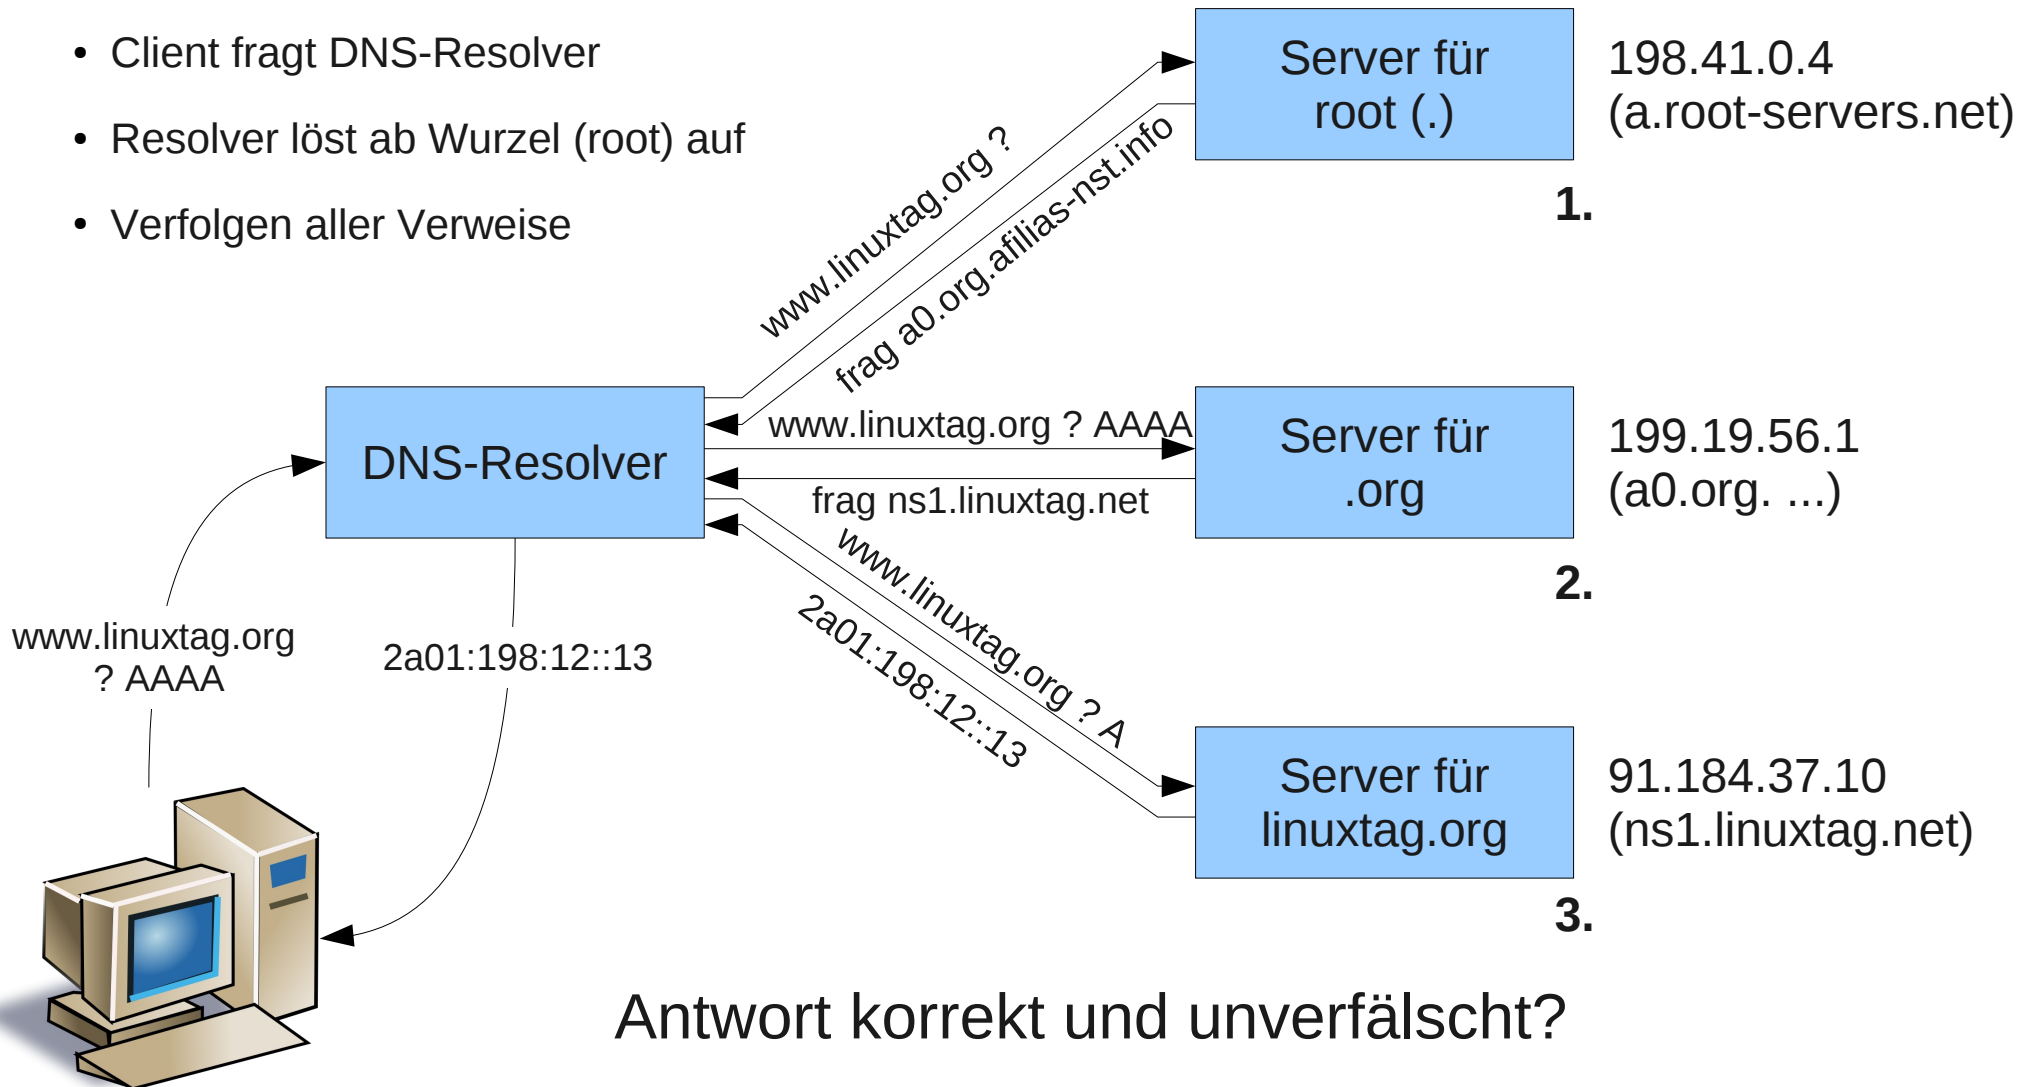 • Client fragt DNS-Resolver
• Resolver löst ab Wurzel (root) auf
• Verfolgen aller Verweise
Server für
root (.)
198.41.0.4
(a.root-servers.net)
1.
www.linuxtag.org ?
frag a0.org.afilias-nst.info
DNS-Resolver
www.linuxtag.org ? AAAA
frag ns1.linuxtag.net
Server für
.org
199.19.56.1
(a0.org. ...)
2.
www.linuxtag.org
? AAAA
2a01:198:12::13
www.linuxtag.org ? A
2a01:198:12::13
Server für
linuxtag.org
91.184.37.10
(ns1.linuxtag.net)
3.
Antwort korrekt und unverfälscht?